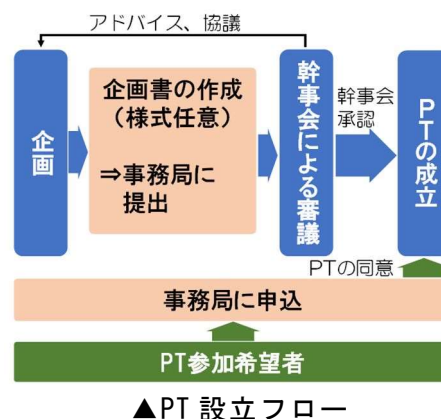 アドバイス、協議
企画
企画書の作成
（様式任意）
⇒事務局に
提出
幹事会による審議
幹事会
承認
PTの成立
PTの同意
事務局に申込
PT参加希望者
▲PT 設立フロー